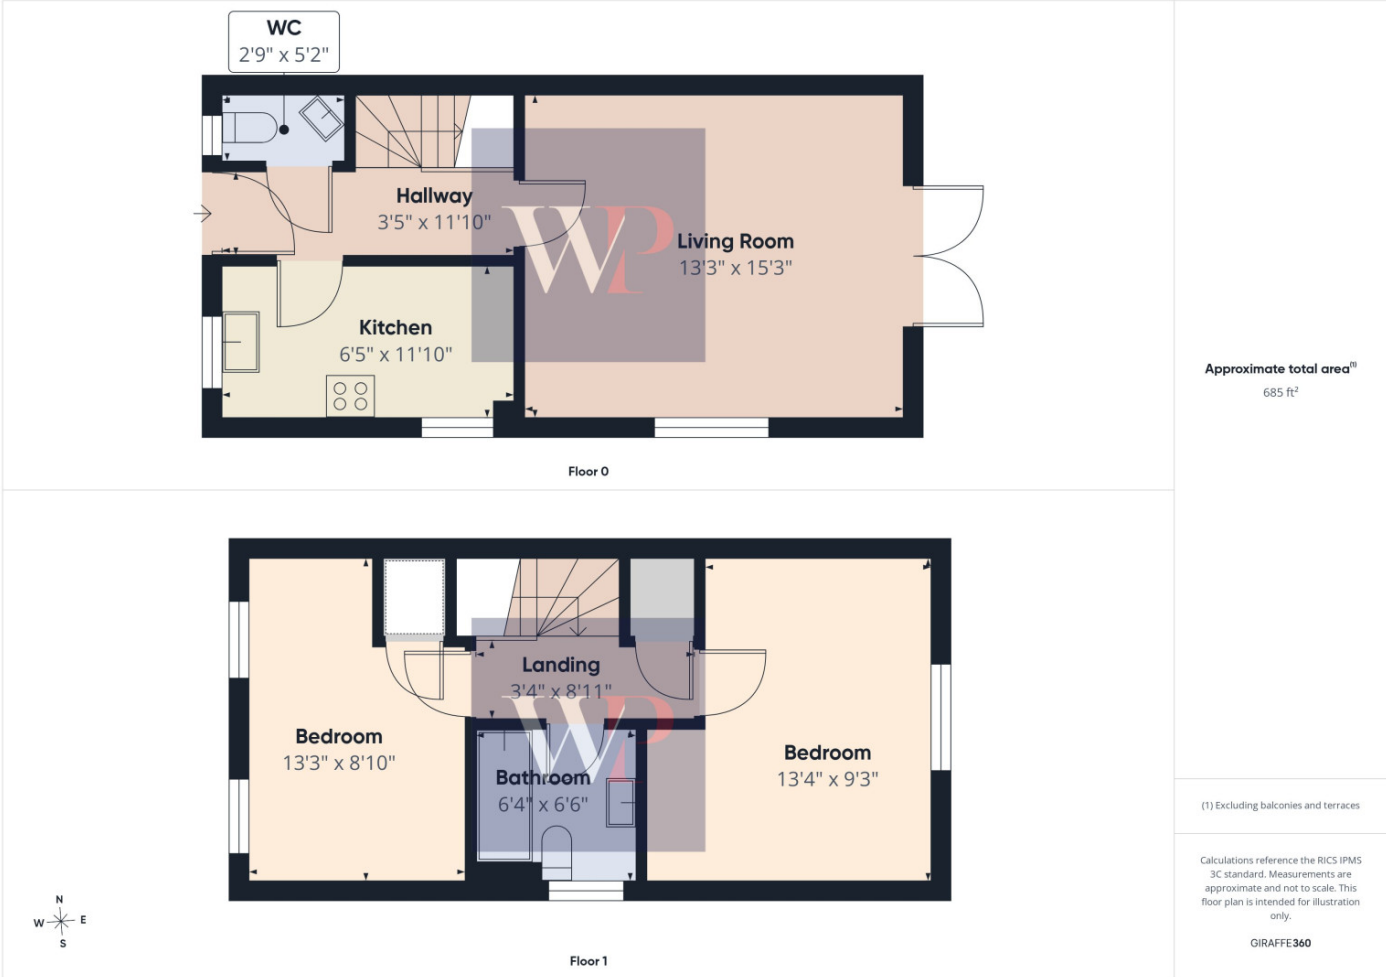 WC
2'9" x 5'2"
Hallway
3'5" x 11'10"
Living Room
13'3" x 15'3"
Kitchen
6'5" x 11'10"
WP
Floor 0
Landing
3'4" x 8'11"
Bedroom
13'3" x 8'10"
Bathroom
6'4" x 6'6"
Bedroom
13'4" x 9'3"
WP
N
W E
S
Floor 1
Approximate total area(1)
685 ft²
(1) Excluding balconies and terraces
Calculations reference the RICS IPMS
3C standard. Measurements are
approximate and not to scale. This
floor plan is intended for illustration
only.
GIRAFFE360